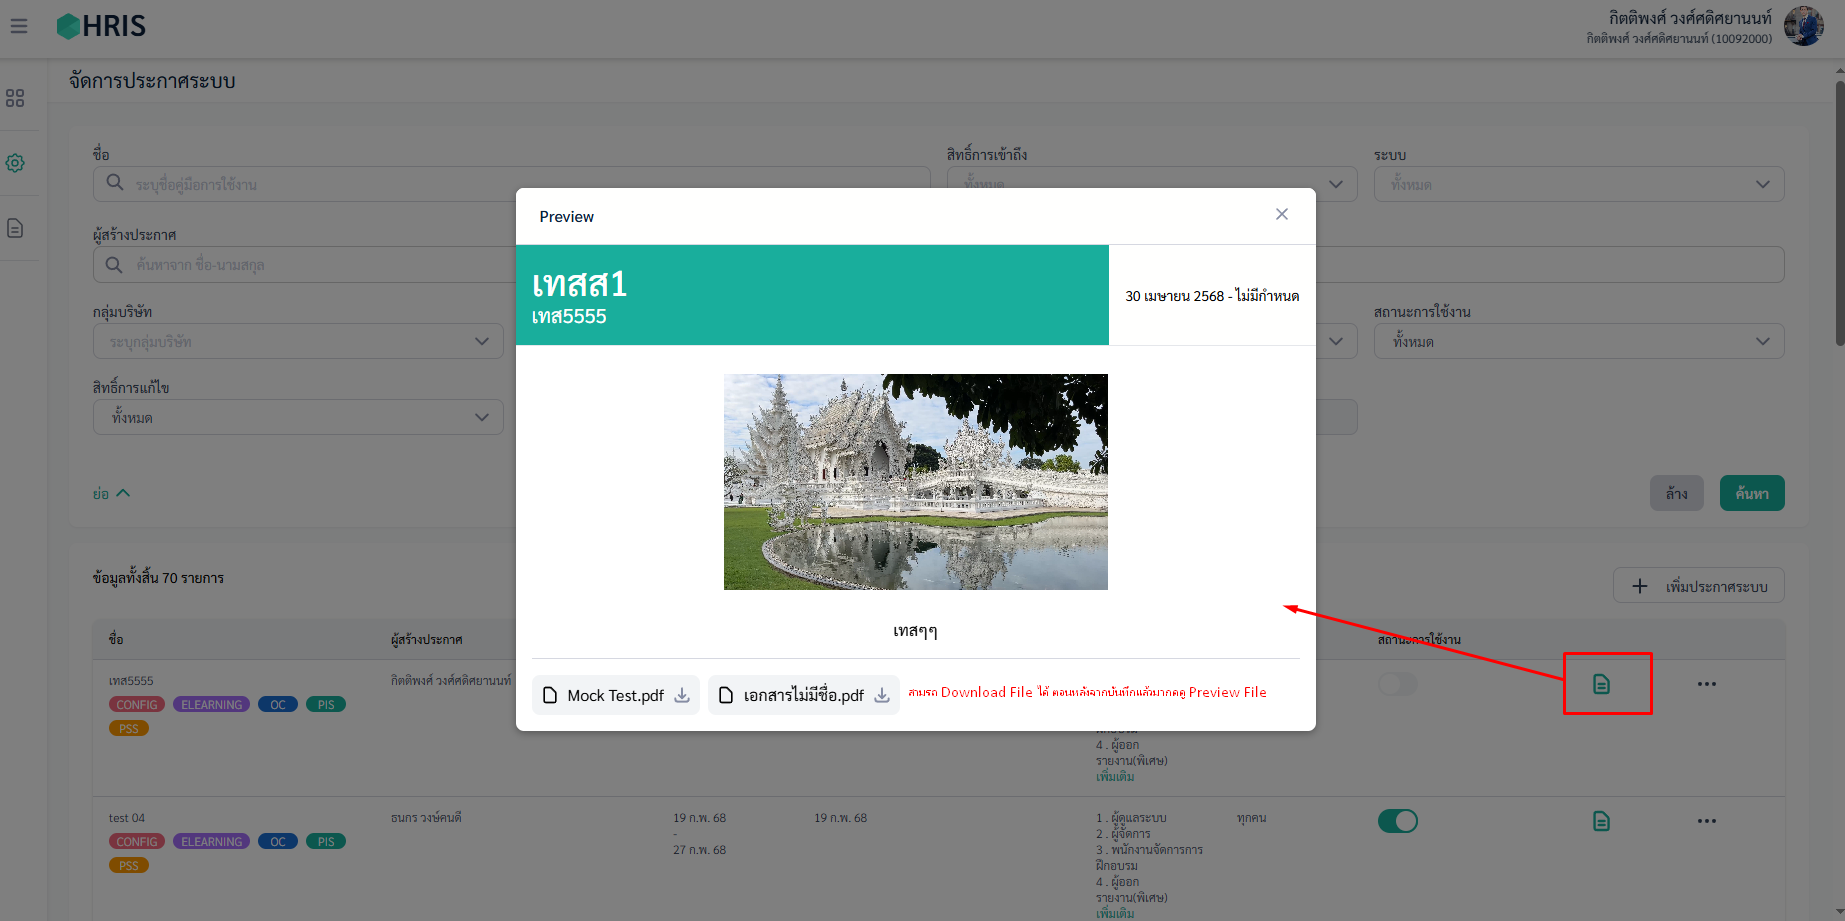 HRIS
กิตติพงศ์ วงศ์ศดิศยานนท์
กิตติพงศ์ วงศ์ศดิศยานนท์ (10092000)
จัดการประกาศระบบ
ชื่อ
สิทธิ์การเข้าถึง
ระบบ
ระบุชื่อคู่มือการใช้งาน
ทั้งหมด
ทั้งหมด
ผู้สร้างประกาศ
ค้นหาจาก ชื่อ-นามสกุล
กลุ่มบริษัท
สถานะการใช้งาน
ระบุกลุ่มบริษัท
ทั้งหมด
สิทธิ์การแก้ไข
ทั้งหมด
ย่อ
ล้าง
ค้นหา
Preview
เทสส1
เทส5555
30 เมษายน 2568 - ไม่มีกำหนด
เทสๆๆ
Mock Test.pdf
เอกสารไม่มีชื่อ.pdf
สามรถ Download File ได้ ตอนหลังจากบันทึกแล้วมากดดู Preview File
ข้อมูลทั้งสิ้น 70 รายการ
เพิ่มประกาศระบบ
ชื่อ
ผู้สร้างประกาศ
สถานะการใช้งาน
เทส5555
กิตติพงศ์ วงศ์ศดิศยานนท์
CONFIG ELEARNING OC PIS
PSS
ฝึกอบรม
4 . ผู้ออก
รายงาน(พิเศษ)
เพิ่มเติม
test 04
ธนกร วงษ์คนดี
19 ก.พ. 68
-
27 ก.พ. 68
19 ก.พ. 68
1 . ผู้ดูแลระบบ
2 . ผู้จัดการ
3 . พนักงานจัดการการ
ฝึกอบรม
4 . ผู้ออก
รายงาน(พิเศษ)
เพิ่มเติม
ทุกคน
CONFIG ELEARNING OC PIS
PSS